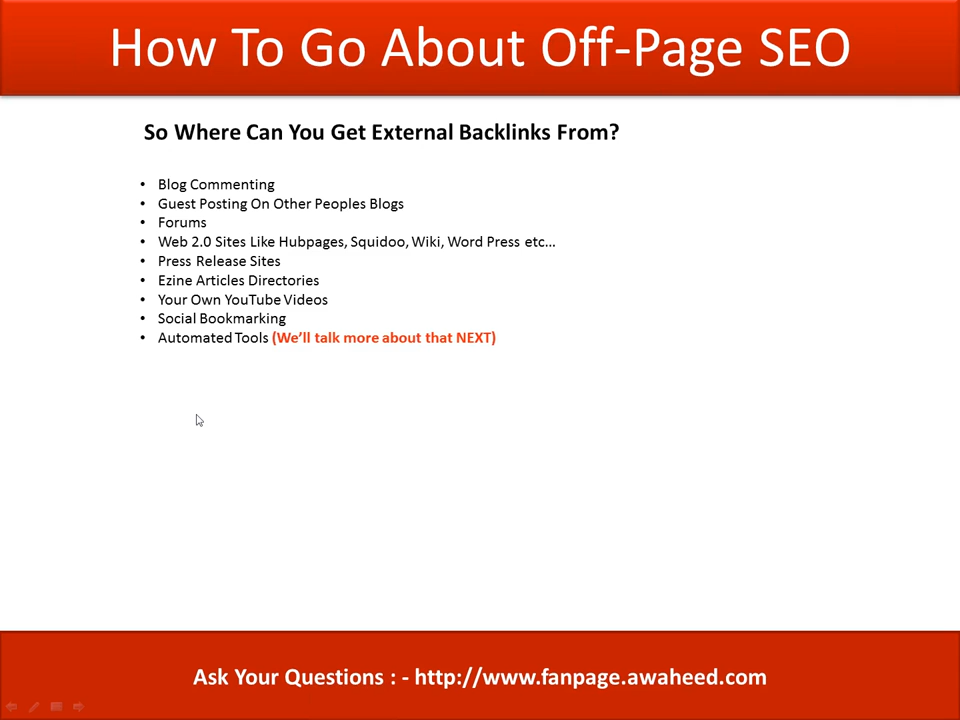 How To Go About Off-Page SEO
So Where Can You Get External Backlinks From?
• Blog Commenting
• Guest Posting On Other Peoples Blogs
• Forums
• Web 2.0 Sites Like Hubpages, Squidoo, Wiki, Word Press etc...
• Press Release Sites
• Ezine Articles Directories
• Your Own YouTube Videos
• Social Bookmarking
• Automated Tools (We'll talk more about that NEXT)
Ask Your Questions : - http://www.fanpage.awaheed.com